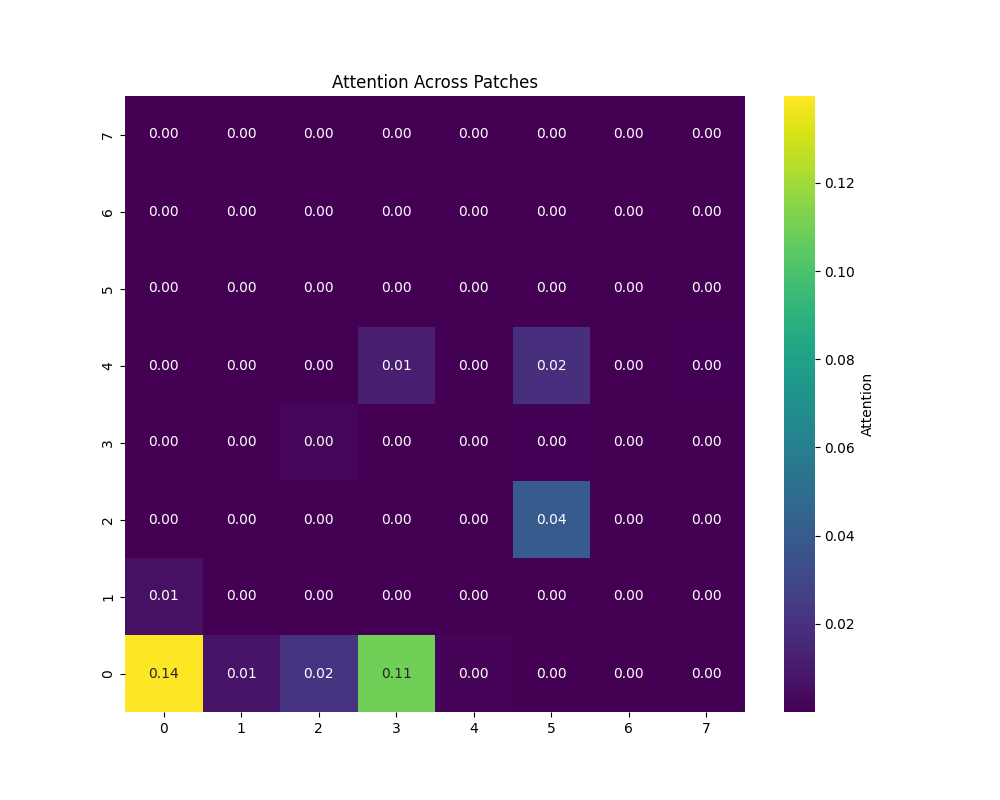 Attention Across Patches
7 0.00 0.00 0.00 0.00 0.00 0.00 0.00 0.00
6 0.00 0.00 0.00 0.00 0.00 0.00 0.00 0.00
5 0.00 0.00 0.00 0.00 0.00 0.00 0.00 0.00
4 0.00 0.00 0.00 0.01 0.00 0.02 0.00 0.00
3 0.00 0.00 0.00 0.00 0.00 0.00 0.00 0.00
2 0.00 0.00 0.00 0.00 0.00 0.04 0.00 0.00
1 0.01 0.00 0.00 0.00 0.00 0.00 0.00 0.00
0 0.14 0.01 0.02 0.11 0.00 0.00 0.00 0.00
0 1 2 3 4 5 6 7
0.12
0.10
0.08
0.06
0.04
0.02
Attention